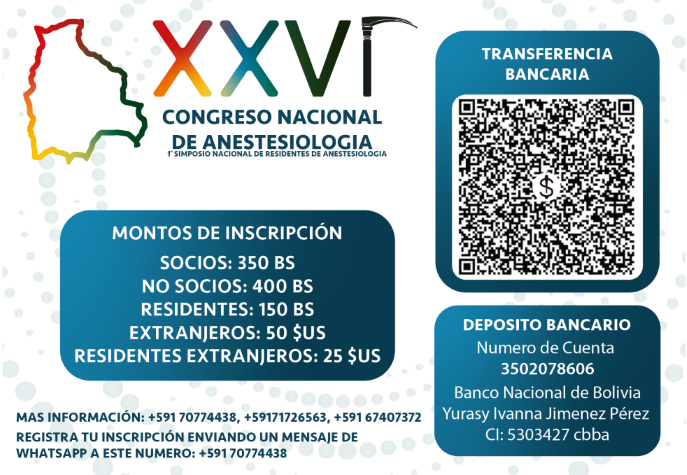 XXVI
CONGRESO NACIONAL
DE ANESTESIOLOGIA
1° SIMPOSIO NACIONAL DE RESIDENTES DE ANESTESIOLOGIA
TRANSFERENCIA
BANCARIA
$
MONTOS DE INSCRIPCIÓN
SOCIOS: 350 BS
NO SOCIOS: 400 BS
RESIDENTES: 150 BS
EXTRANJEROS: 50 $US
RESIDENTES EXTRANJEROS: 25 $US
DEPOSITO BANCARIO
Numero de Cuenta
3502078606
Banco Nacional de Bolivia
Yurasy Ivanna Jimenez Pérez
CI: 5303427 cbba
MAS INFORMACIÓN: +591 70774438, +59171726563, +591 67407372
REGISTRA TU INSCRIPCIÓN ENVIANDO UN MENSAJE DE
WHATSAPP A ESTE NUMERO: +591 70774438